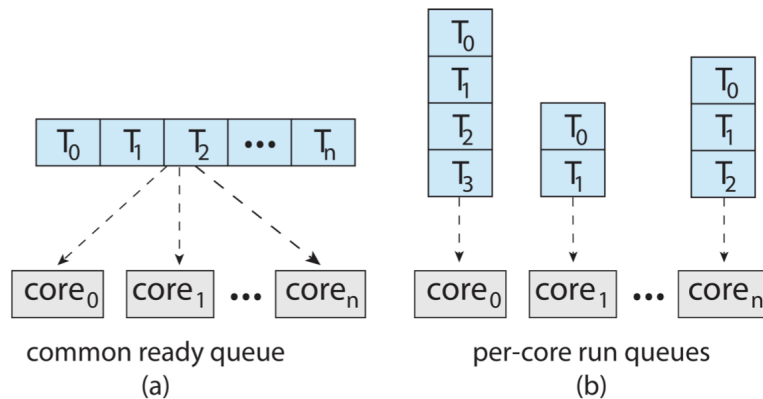 T0 T1 T2 ••• Tn
core0 core1 ••• coren
common ready queue
(a)
T0
T1
T2
T3
T0
T1
T0
T1
T2
core0 core1 ••• coren
per-core run queues
(b)